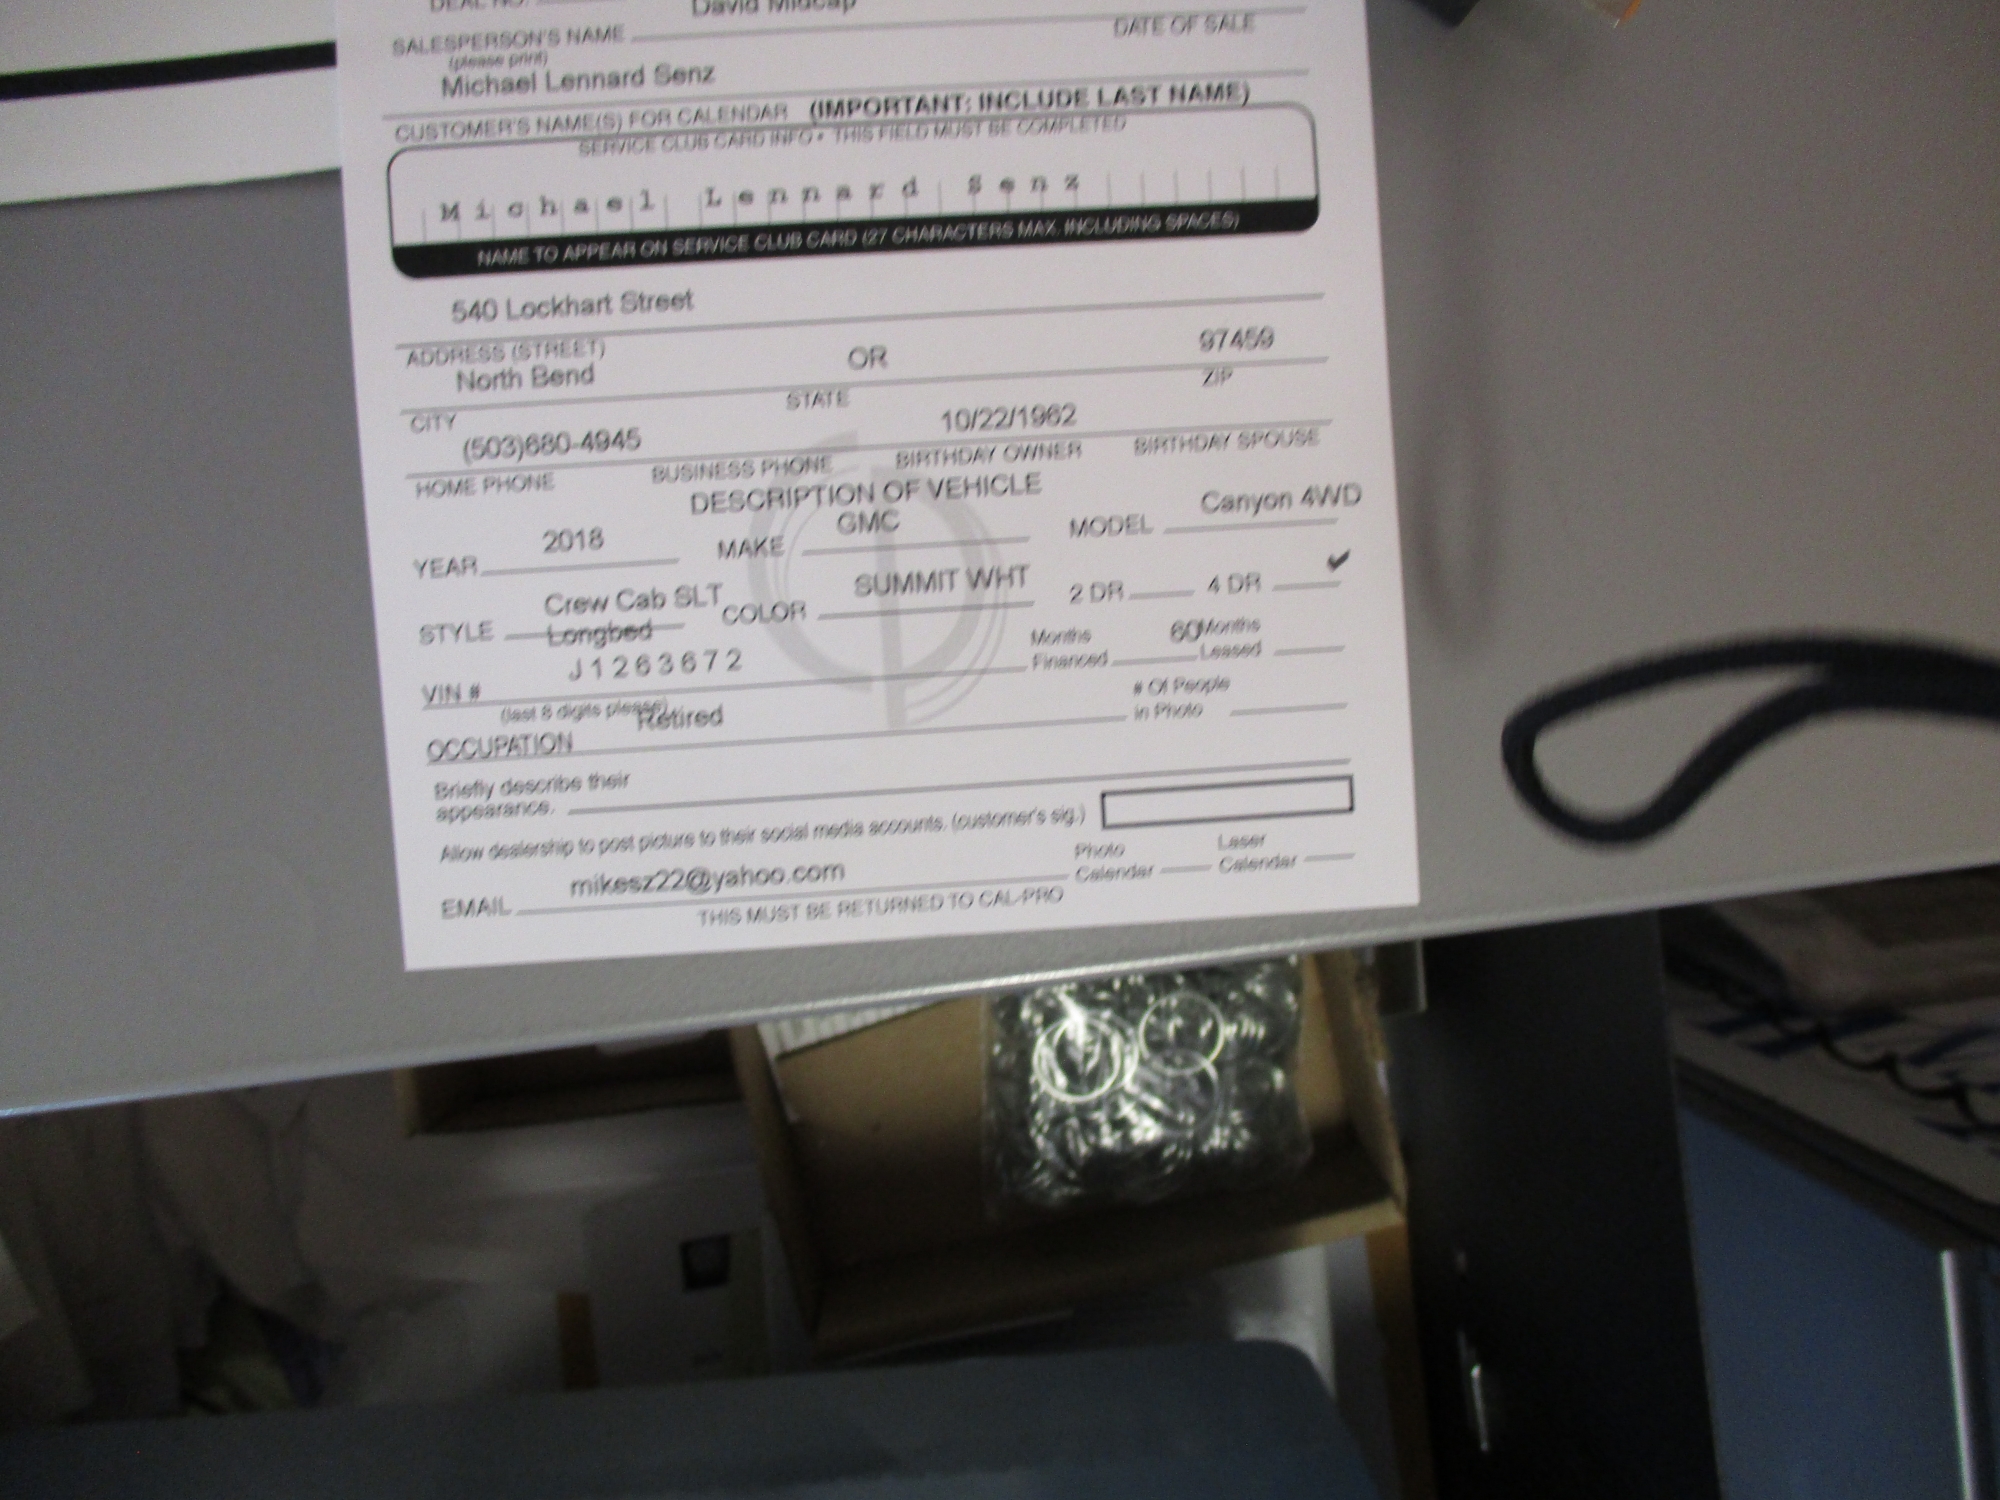 DEAL NO. David Midcap
SALESPERSON'S NAME DATE OF SALE
(please print)
Michael Lennard Senz
CUSTOMER'S NAME(S) FOR CALENDAR (IMPORTANT: INCLUDE LAST NAME)
SERVICE CLUB CARD INFO • THIS FIELD MUST BE COMPLETED
Michael Lennard Senz
NAME TO APPEAR ON SERVICE CLUB CARD (27 CHARACTERS MAX. INCLUDING SPACES)
540 Lockhart Street
ADDRESS (STREET)
North Bend OR 97459
CITY STATE ZIP
(503)680-4945 10/22/1962
HOME PHONE BUSINESS PHONE BIRTHDAY OWNER BIRTHDAY SPOUSE
DESCRIPTION OF VEHICLE
YEAR 2018 MAKE GMC MODEL Canyon 4WD
STYLE Crew Cab SLT Longbed COLOR SUMMIT WHT 2 DR 4 DR ✔
VIN # J1263672 Months Financed 60 Months Leased
(last 8 digits please)
OCCUPATION Retired # Of People in Photo
Briefly describe their
appearance.
Allow dealership to post picture to their social media accounts. (customer's sig.)
EMAIL mikesz22@yahoo.com Photo Calendar Laser Calendar
THIS MUST BE RETURNED TO CAL-PRO